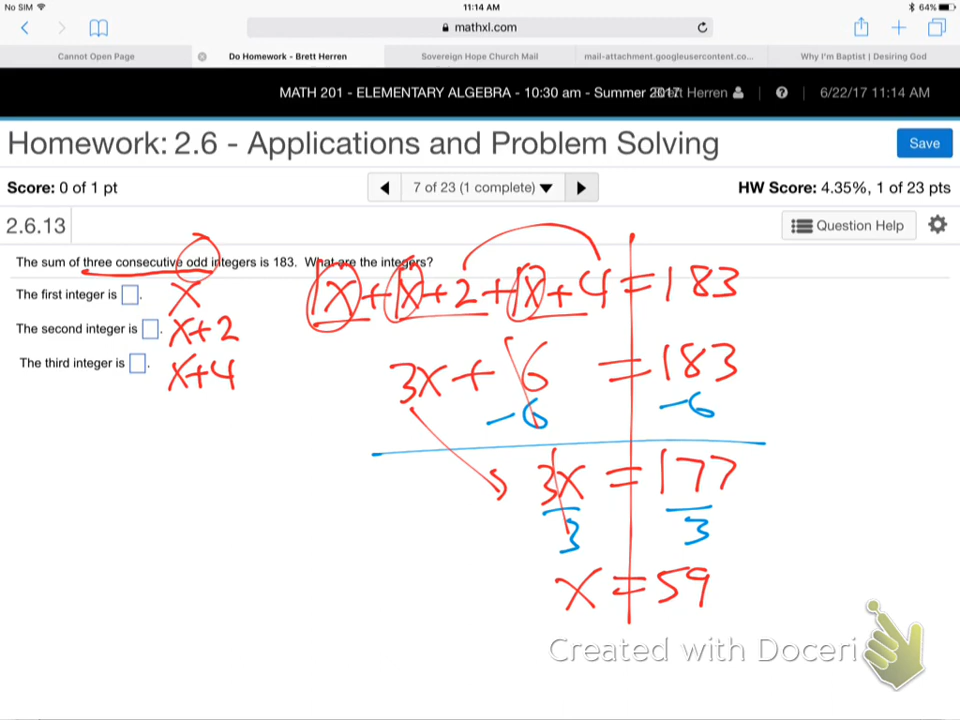 No SIM 11:14 AM 64%
mathxl.com
Cannot Open Page Do Homework - Brett Herren Sovereign Hope Church Mail mail-attachment.googleusercontent.co... Why I'm Baptist | Desiring God
MATH 201 - ELEMENTARY ALGEBRA - 10:30 am - Summer 2017 Herren 6/22/17 11:14 AM
Homework: 2.6 - Applications and Problem Solving Save
Score: 0 of 1 pt 7 of 23 (1 complete) HW Score: 4.35%, 1 of 23 pts
2.6.13 Question Help
The sum of three consecutive odd integers is 183. What are the integers?
The first integer is . x 1x+1x+2+1x+4=183
The second integer is . x+2
The third integer is . x+4 3x+6 =183
-6 -6
3x =177
3 3
x =59
Created with Doceri